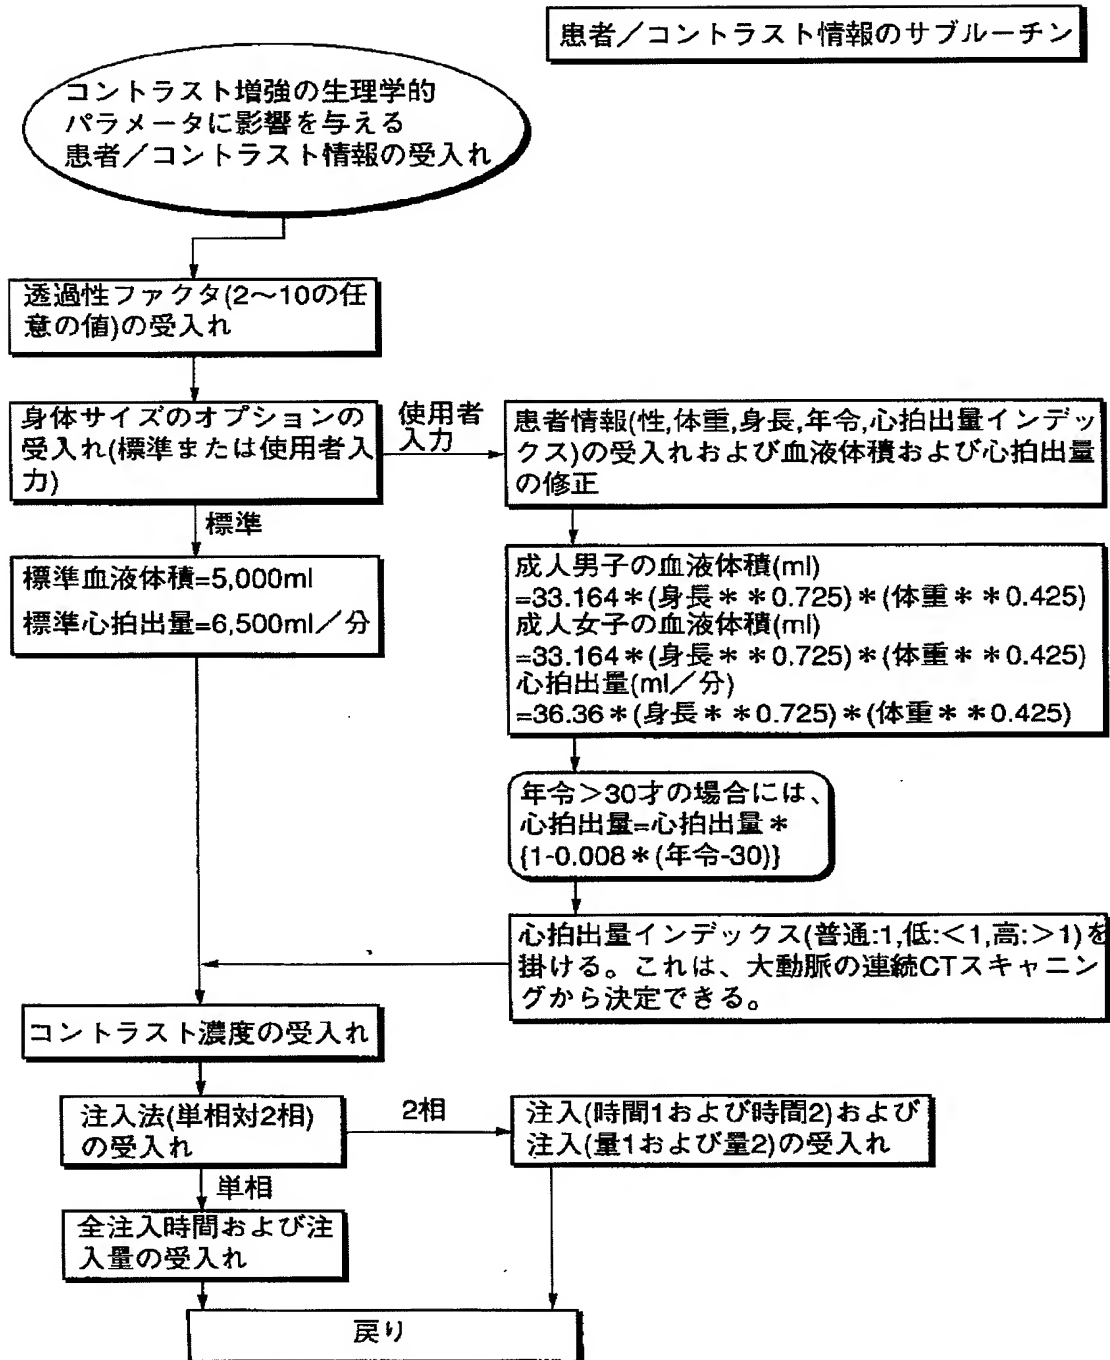 患者／コントラスト情報のサブルーチン
コントラスト増強の生理学的
パラメータに影響を与える
患者／コントラスト情報の受入れ
透過性ファクタ(2〜10の任
意の値)の受入れ
身体サイズのオプションの
受入れ(標準または使用者入
力)
使用者
入力
患者情報(性,体重,身長,年令,心拍出量インデッ
クス)の受入れおよび血液体積および心拍出量
の修正
標準
標準血液体積=5,000ml
標準心拍出量=6,500ml／分
成人男子の血液体積(ml)
=33.164＊(身長＊＊0.725)＊(体重＊＊0.425)
成人女子の血液体積(ml)
=33.164＊(身長＊＊0.725)＊(体重＊＊0.425)
心拍出量(ml／分)
=36.36＊(身長＊＊0.725)＊(体重＊＊0.425)
年令＞30才の場合には、
心拍出量=心拍出量＊
{1-0.008＊(年令-30)}
心拍出量インデックス(普通:1,低:＜1,高:＞1)を
掛ける。これは、大動脈の連続CTスキャニン
グから決定できる。
コントラスト濃度の受入れ
注入法(単相対2相)
の受入れ
2相
注入(時間1および時間2)および
注入(量1および量2)の受入れ
単相
全注入時間および注
入量の受入れ
戻り